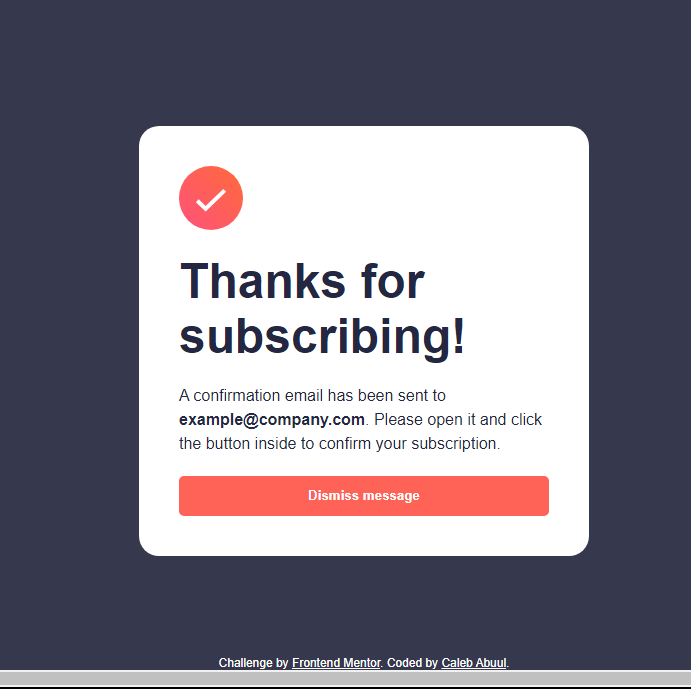 Thanks for
subscribing!
A confirmation email has been sent to
example@company.com. Please open it and click
the button inside to confirm your subscription.
Dismiss message
Challenge by Frontend Mentor. Coded by Caleb Abuul.